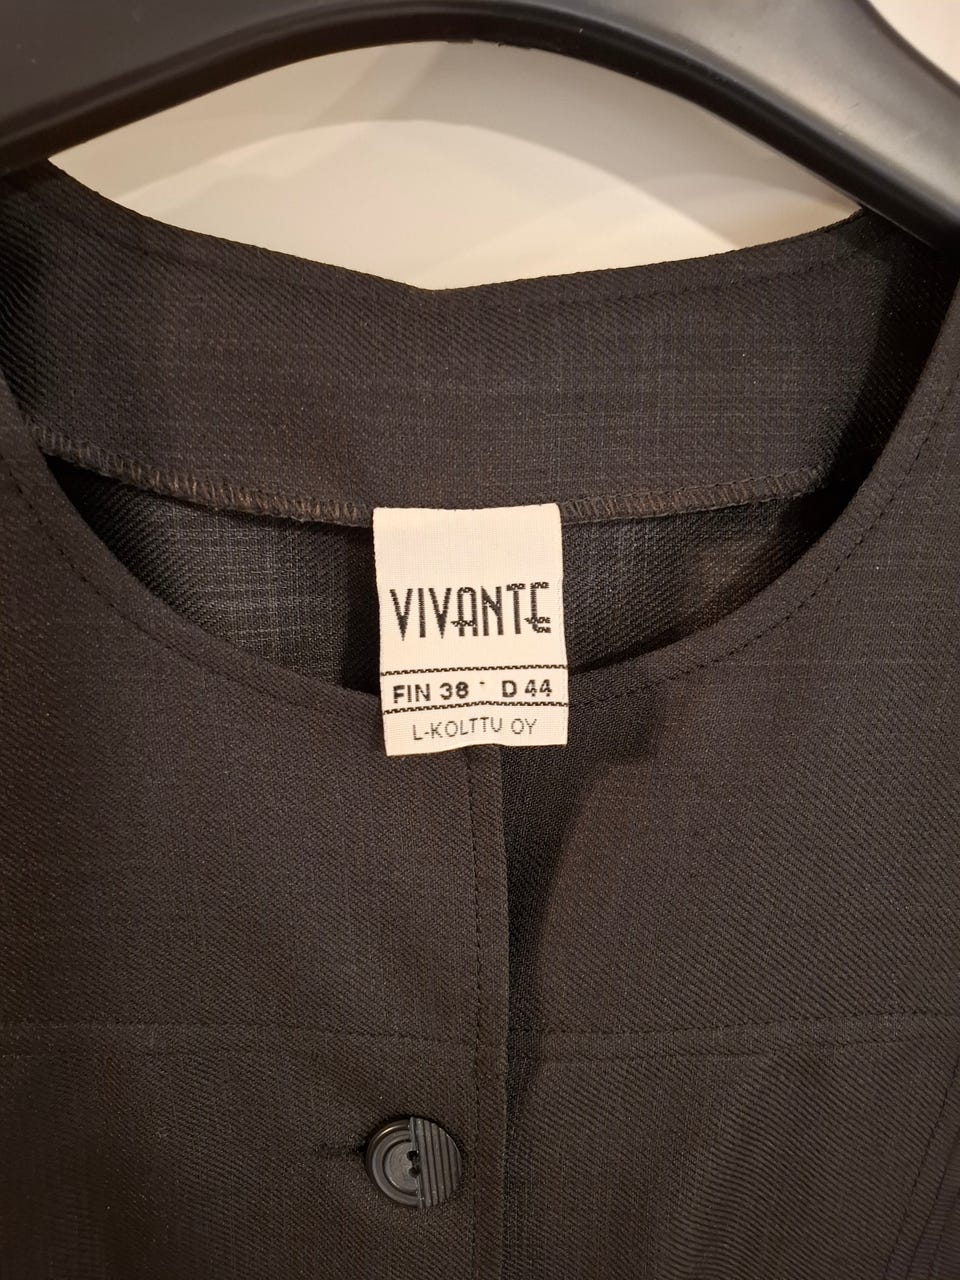 VIVANTE
FIN 38 D 44
L-KOLTTU OY